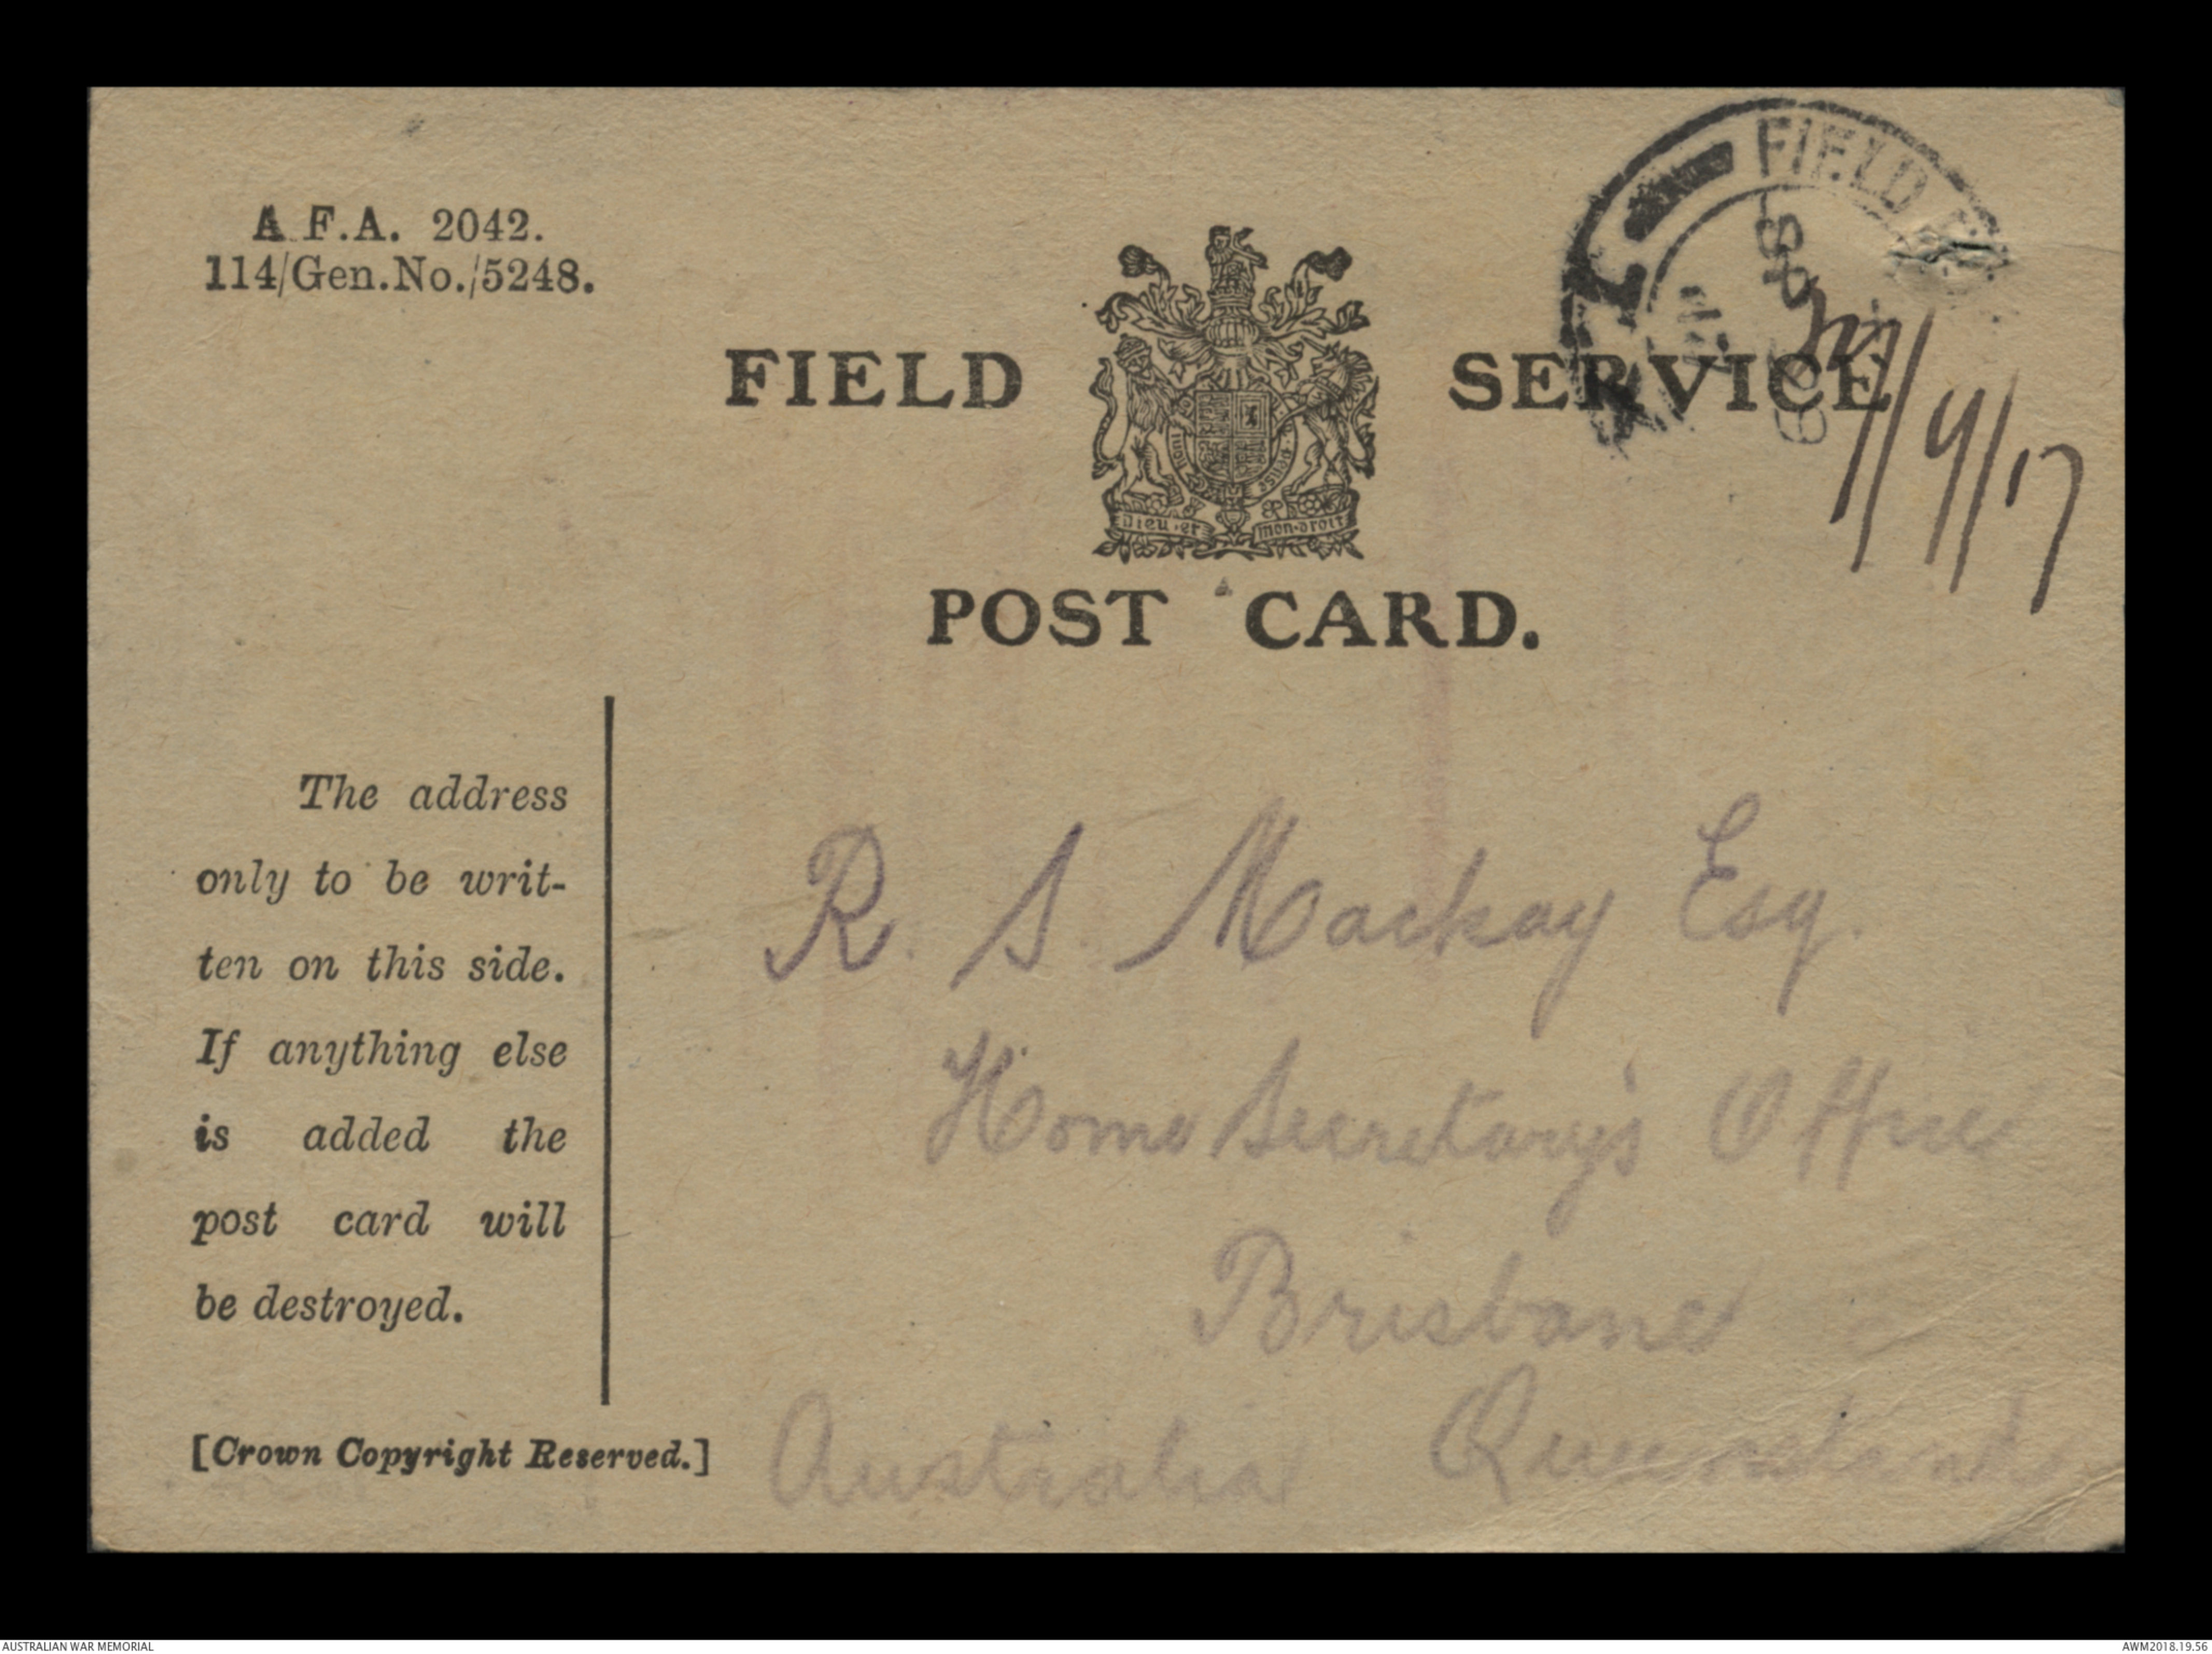 A.F.A. 2042.
114/Gen.No./5248.
FIELD SERVICE
POST CARD.
FIELD
Dieu et mon droit
/9/17
The address
only to be writ-
ten on this side.
If anything else
is added the
post card will
be destroyed.
[Crown Copyright Reserved.]
R. S. Mackay Esq.
Home Secretary's Office
Brisbane
Queensland
Australia
AUSTRALIAN WAR MEMORIAL
AWM2018.19.56